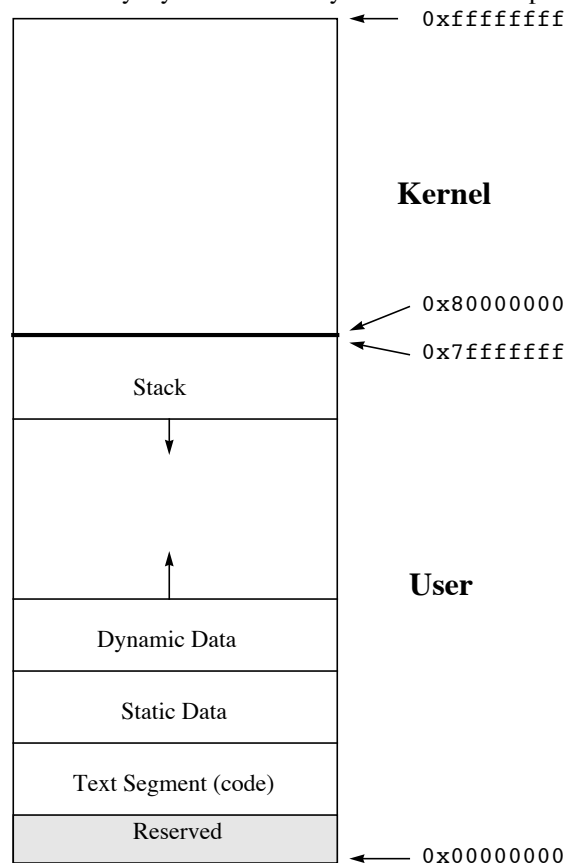 0xffffffff
Kernel
0x80000000
0x7fffffff
Stack
User
Dynamic Data
Static Data
Text Segment (code)
Reserved
0x00000000